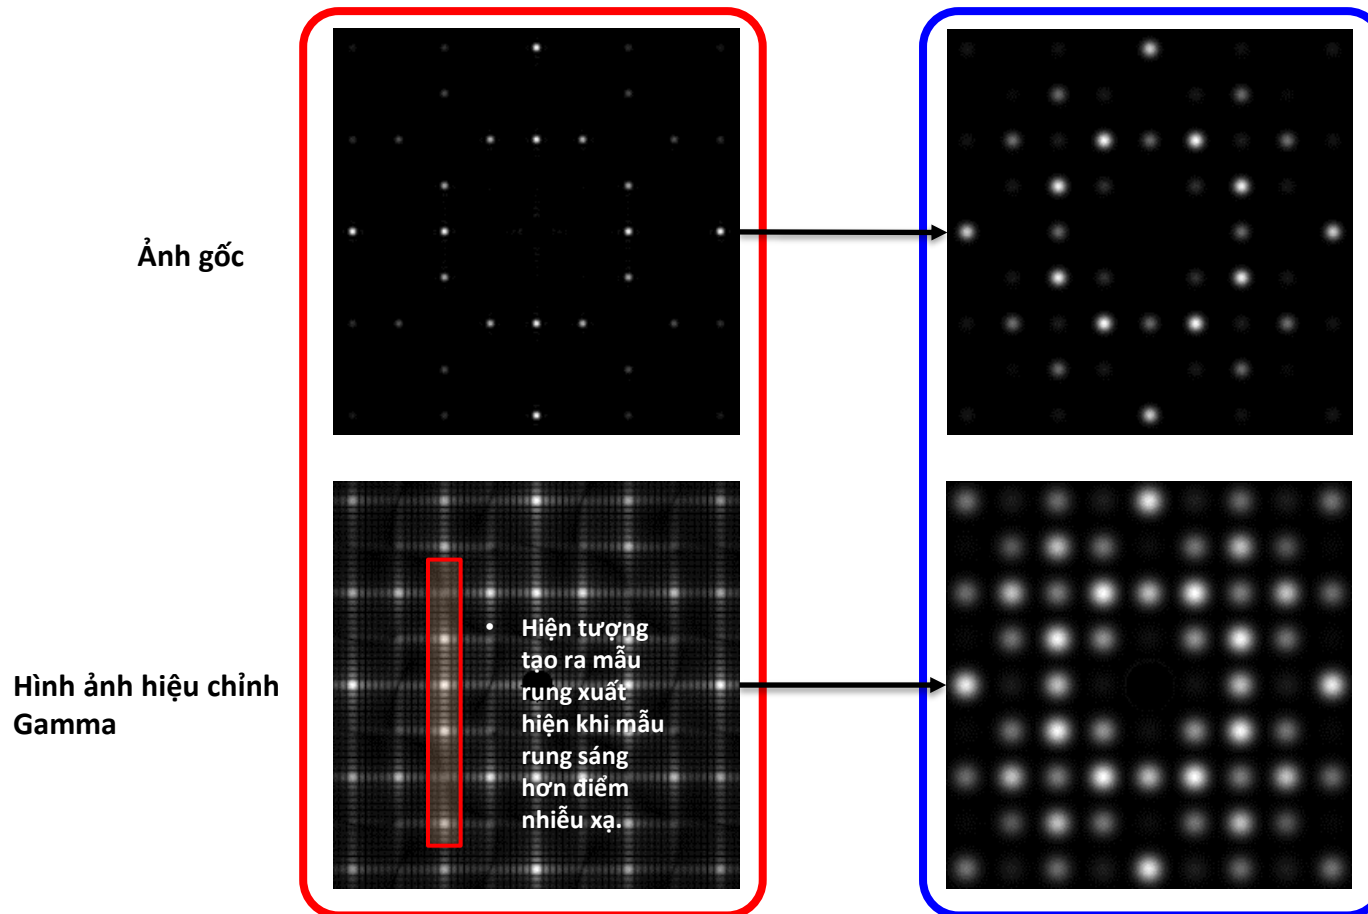 Ảnh gốc
Hình ảnh hiệu chỉnh
Gamma
• Hiện tượng
tạo ra mẫu
rung xuất
hiện khi mẫu
rung sáng
hơn điểm
nhiễu xạ.